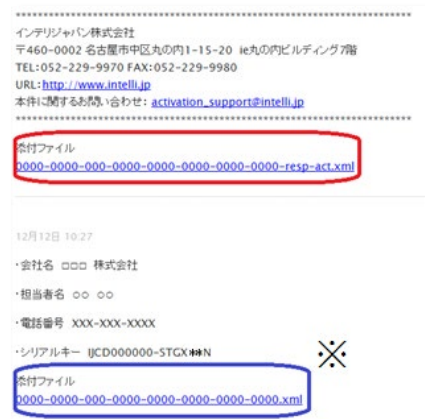 ************************************************************************
インテリジャパン株式会社
〒460-0002 名古屋市中区丸の内1-15-20 ie丸の内ビルディング7階
TEL:052-229-9970 FAX:052-229-9980
URL:http://www.intelli.jp
本件に関するお問い合わせ: activation_support@intelli.jp
************************************************************************
添付ファイル
0000-0000-000-0000-0000-0000-0000-0000-resp-act.xml
12月12日 10:27
・会社名 □□□ 株式会社
・担当者名 ○○ ○○
・電話番号 XXX-XXX-XXXX
・シリアルキー IJCD000000-STGX**N
※
添付ファイル
0000-0000-000-0000-0000-0000-0000-0000.xml